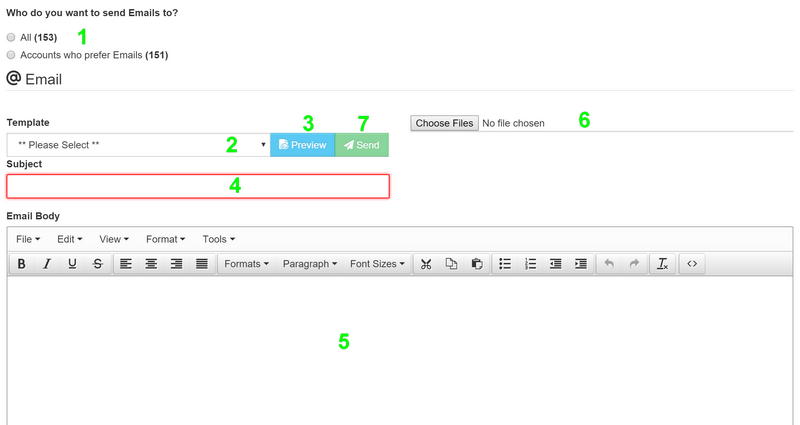 Who do you want to send Emails to?
All (153) 1
Accounts who prefer Emails (151)
@ Email
Template 3 7 Choose Files No file chosen 6
** Please Select ** 2 Preview Send
Subject
4
Email Body
File Edit View Format Tools
B I U S Formats Paragraph Font Sizes
5